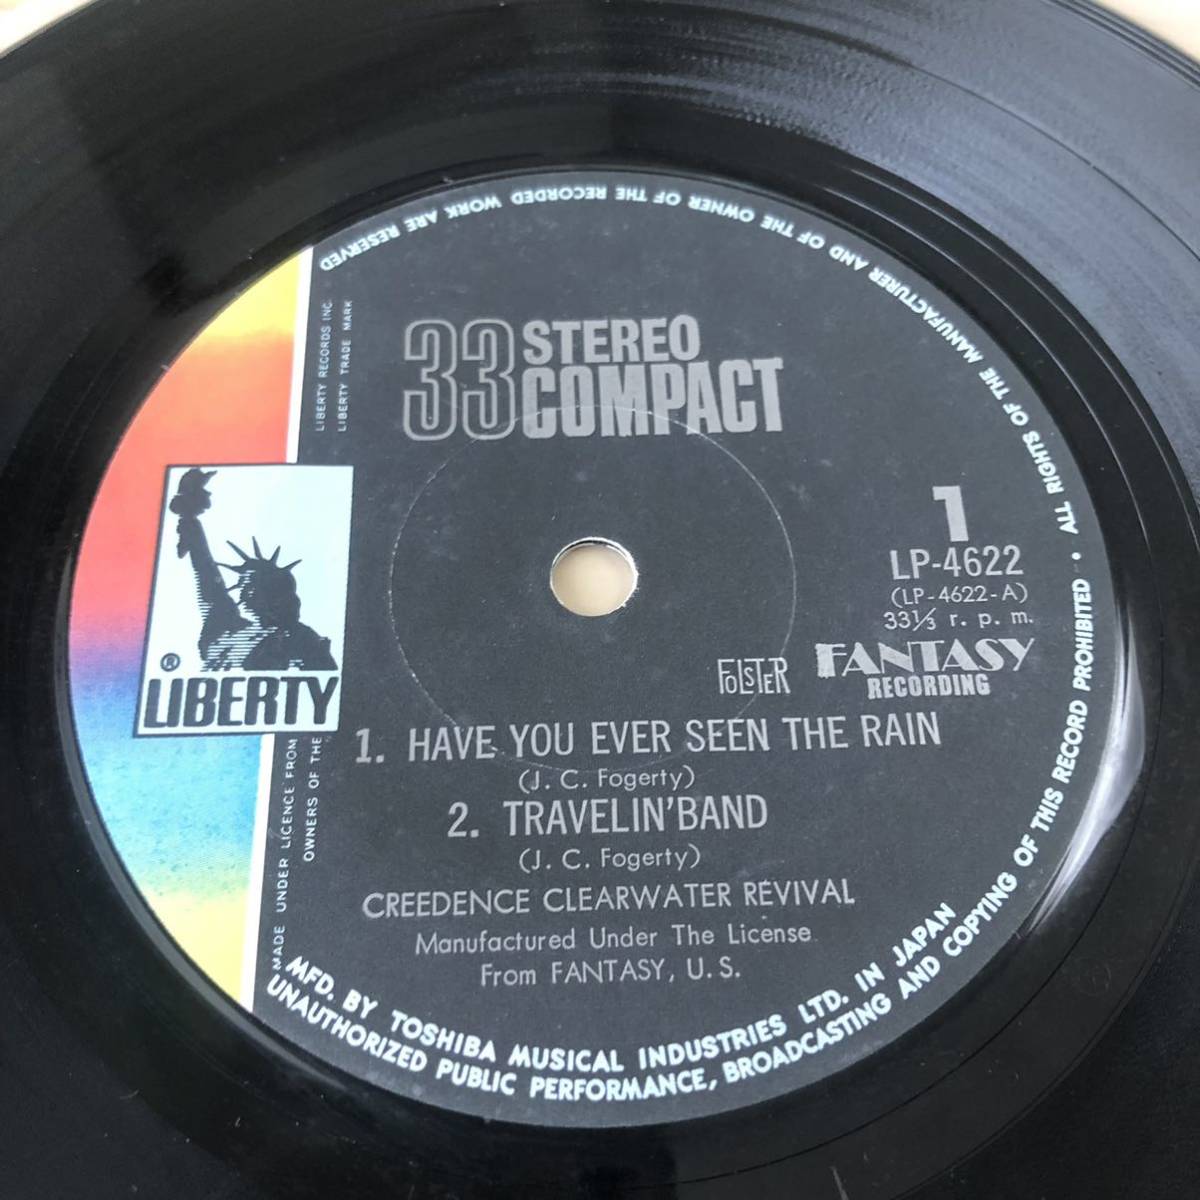 33 STEREO
COMPACT
1
LP-4622
(LP-4622-A)
33⅓ r. p. m.
FOLSTER
FANTASY
RECORDING
LIBERTY RECORDS INC.
LIBERTY TRADE MARK
®
LIBERTY
MADE UNDER LICENCE FROM
OWNERS OF THE
1. HAVE YOU EVER SEEN THE RAIN
(J. C. Fogerty)
2. TRAVELIN'BAND
(J. C. Fogerty)
CREEDENCE CLEARWATER REVIVAL
Manufactured Under The License
From FANTASY, U. S.
MFD. BY TOSHIBA MUSICAL INDUSTRIES LTD. IN JAPAN
UNAUTHORIZED PUBLIC PERFORMANCE, BROADCASTING AND COPYING OF THIS RECORD PROHIBITED • ALL RIGHTS OF THE MANUFACTURER AND OF THE OWNER OF THE RECORDED WORK ARE RESERVED